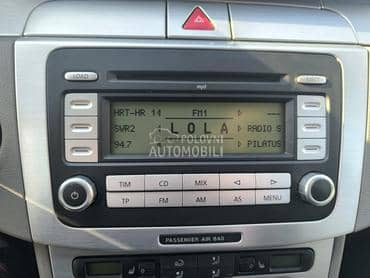 LOAD
mp3
EJECT
HRT-HR 14 FM1
SWR2 LOLA RADIO S
94.7 PILATUS
POLOVNI
AUTOMOBILI
TIM CD MIX
TP FM AM AS MENU
PASSENGER AIR BAG